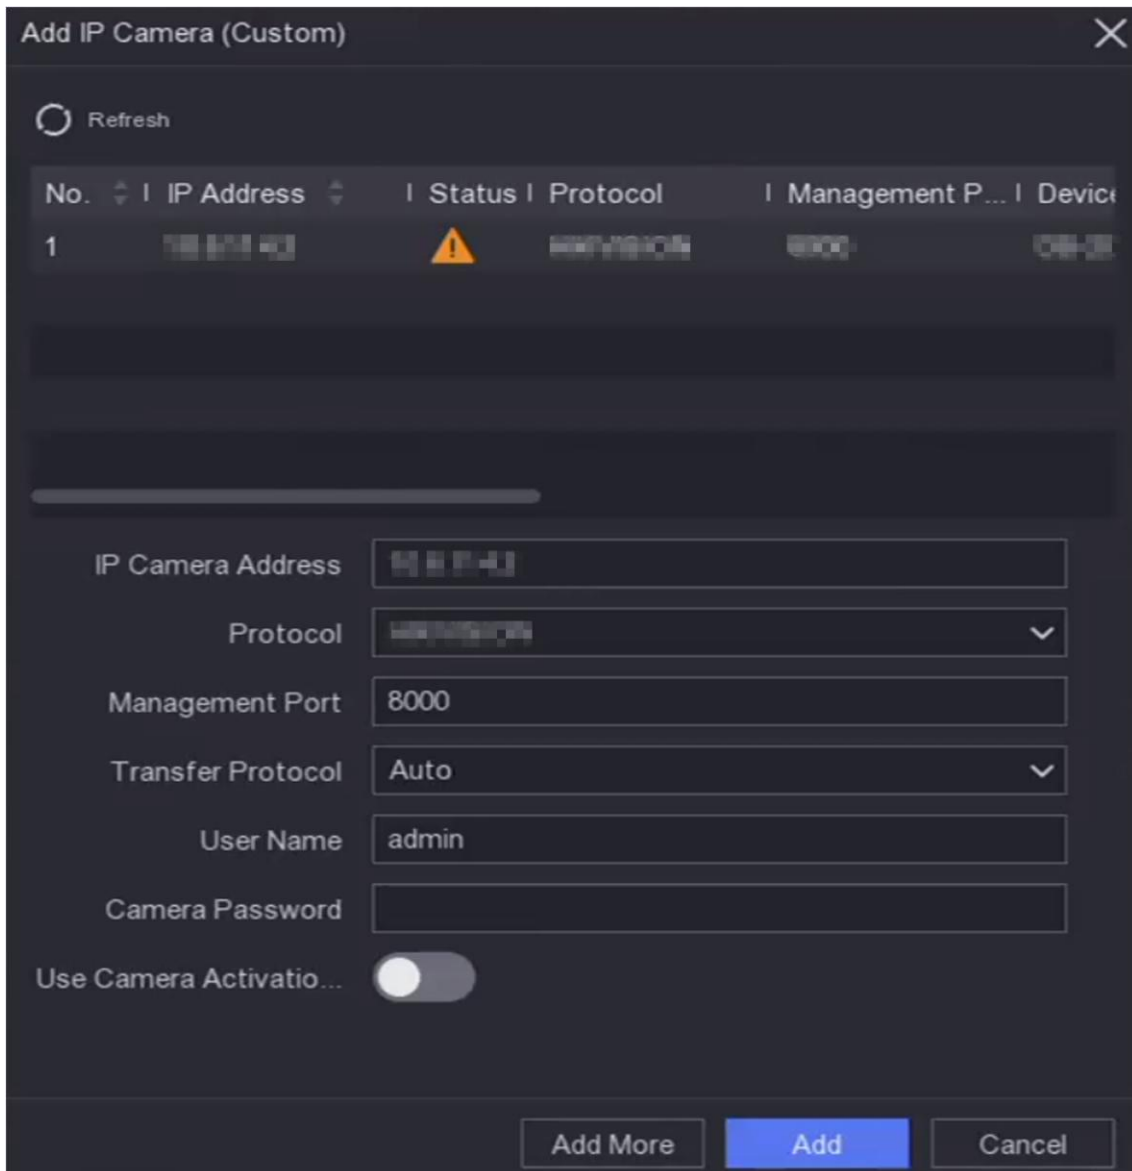 Add IP Camera (Custom)
Refresh
No. IP Address Status Protocol Management P... Device
1
IP Camera Address
Protocol
Management Port 8000
Transfer Protocol Auto
User Name admin
Camera Password
Use Camera Activatio...
Add More Add Cancel